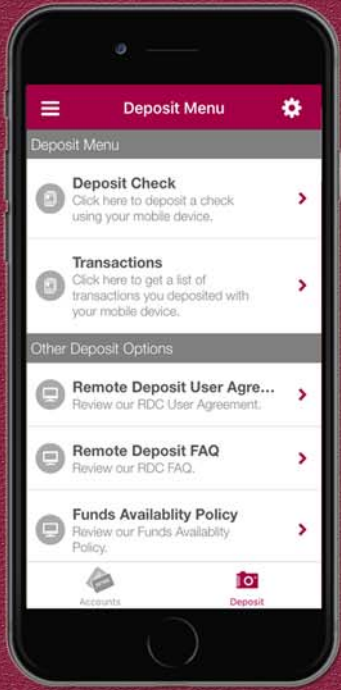 Deposit Menu
Deposit Menu
Deposit Check
Click here to deposit a check
using your mobile device.
Transactions
Click here to get a list of
transactions you deposited with
your mobile device.
Other Deposit Options
Remote Deposit User Agre...
Review our RDC User Agreement.
Remote Deposit FAQ
Review our RDC FAQ.
Funds Availablity Policy
Review our Funds Availablity
Policy.
Accounts
Deposit